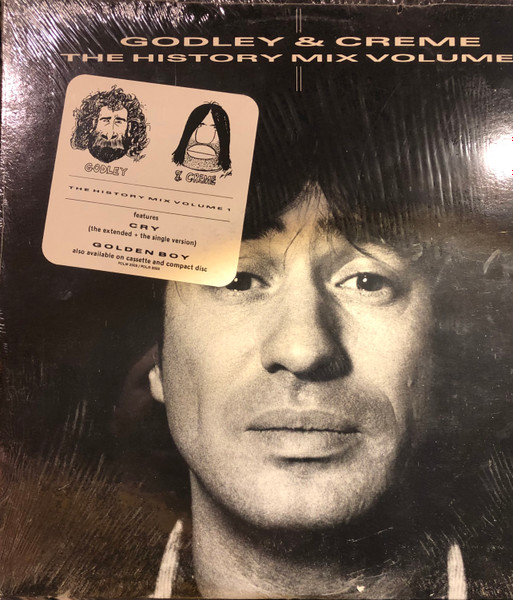 GODLEY & CREME
THE HISTORY MIX VOLUME
GODLEY
& CREME
THE HISTORY MIX VOLUME 1
features
CRY
(the extended + the single version)
GOLDEN BOY
also available on cassette and compact disc